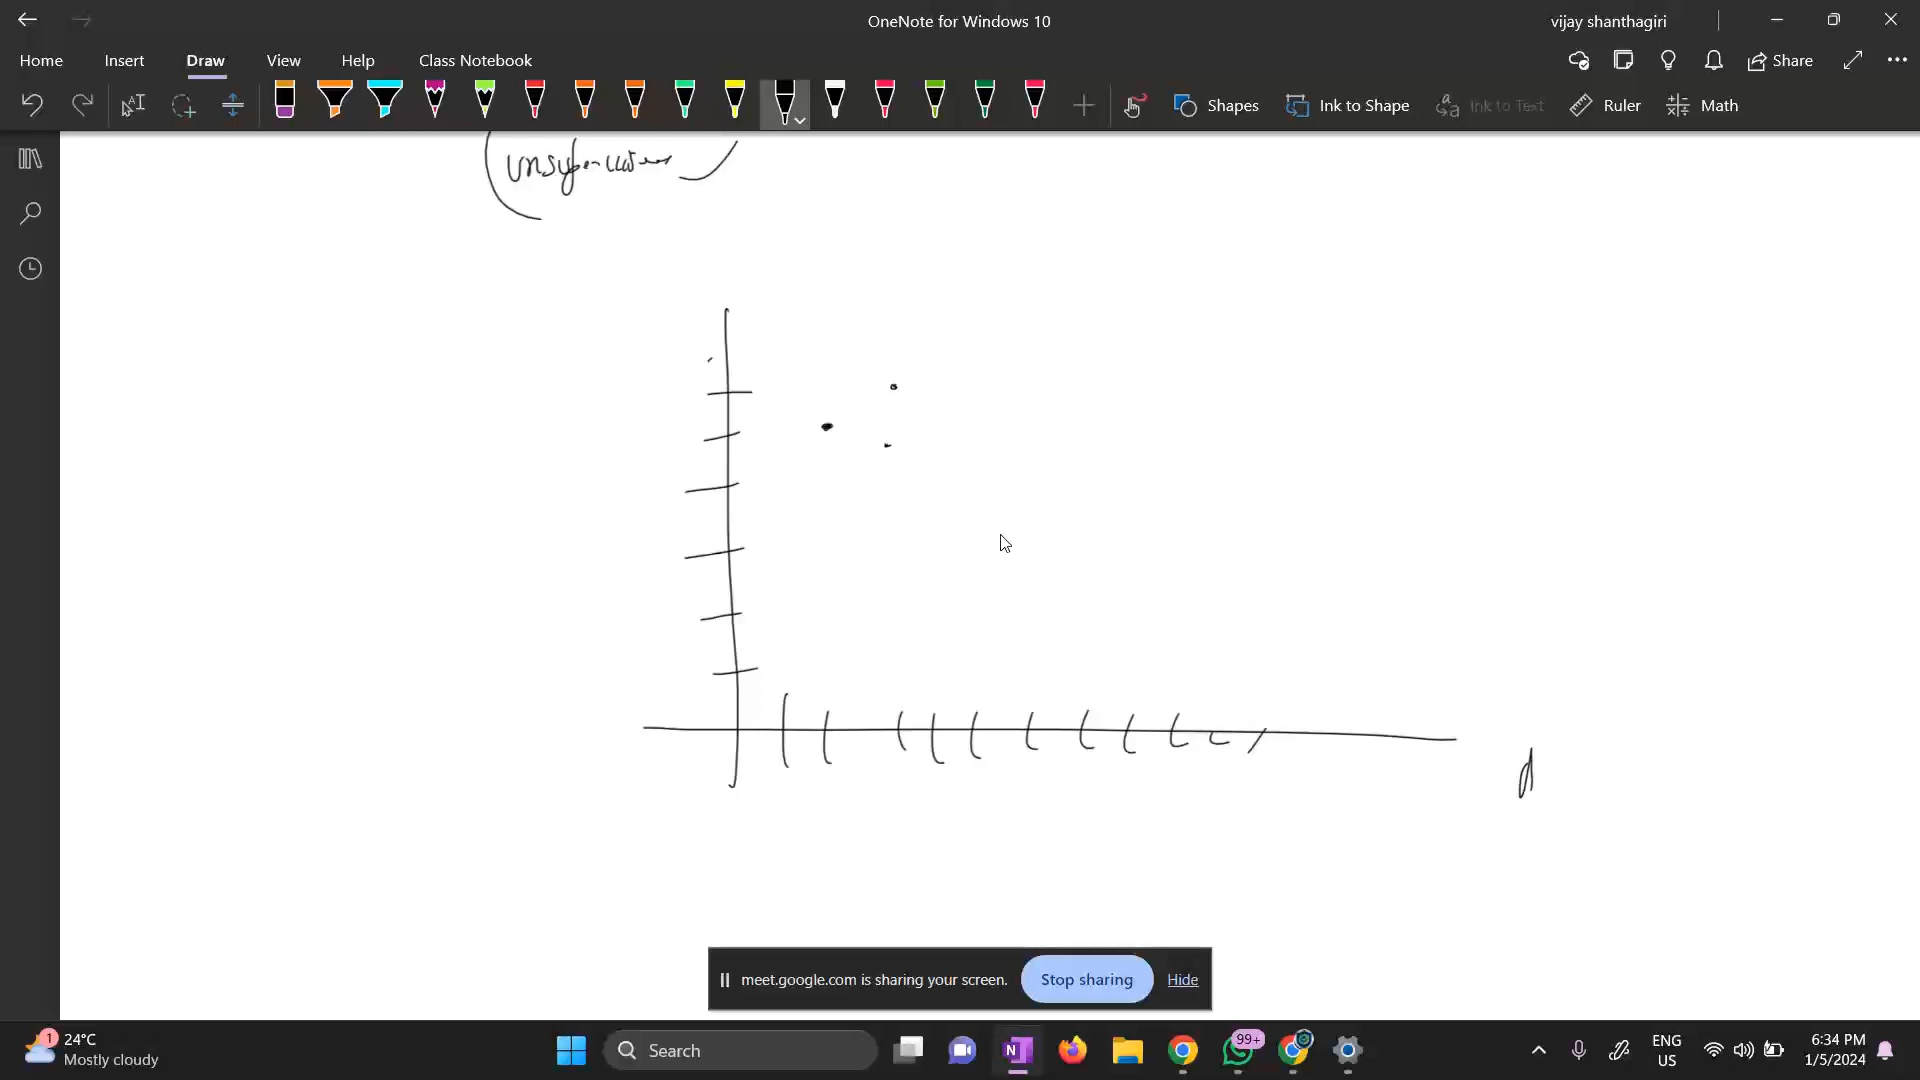 OneNote for Windows 10
vijay shanthagiri
Home Insert Draw View Help Class Notebook
Share
Shapes Ink to Shape Ink to Text Ruler Math
d
meet.google.com is sharing your screen. Stop sharing Hide
1 24°C
Mostly cloudy
Search
99+
ENG
US
6:34 PM
1/5/2024